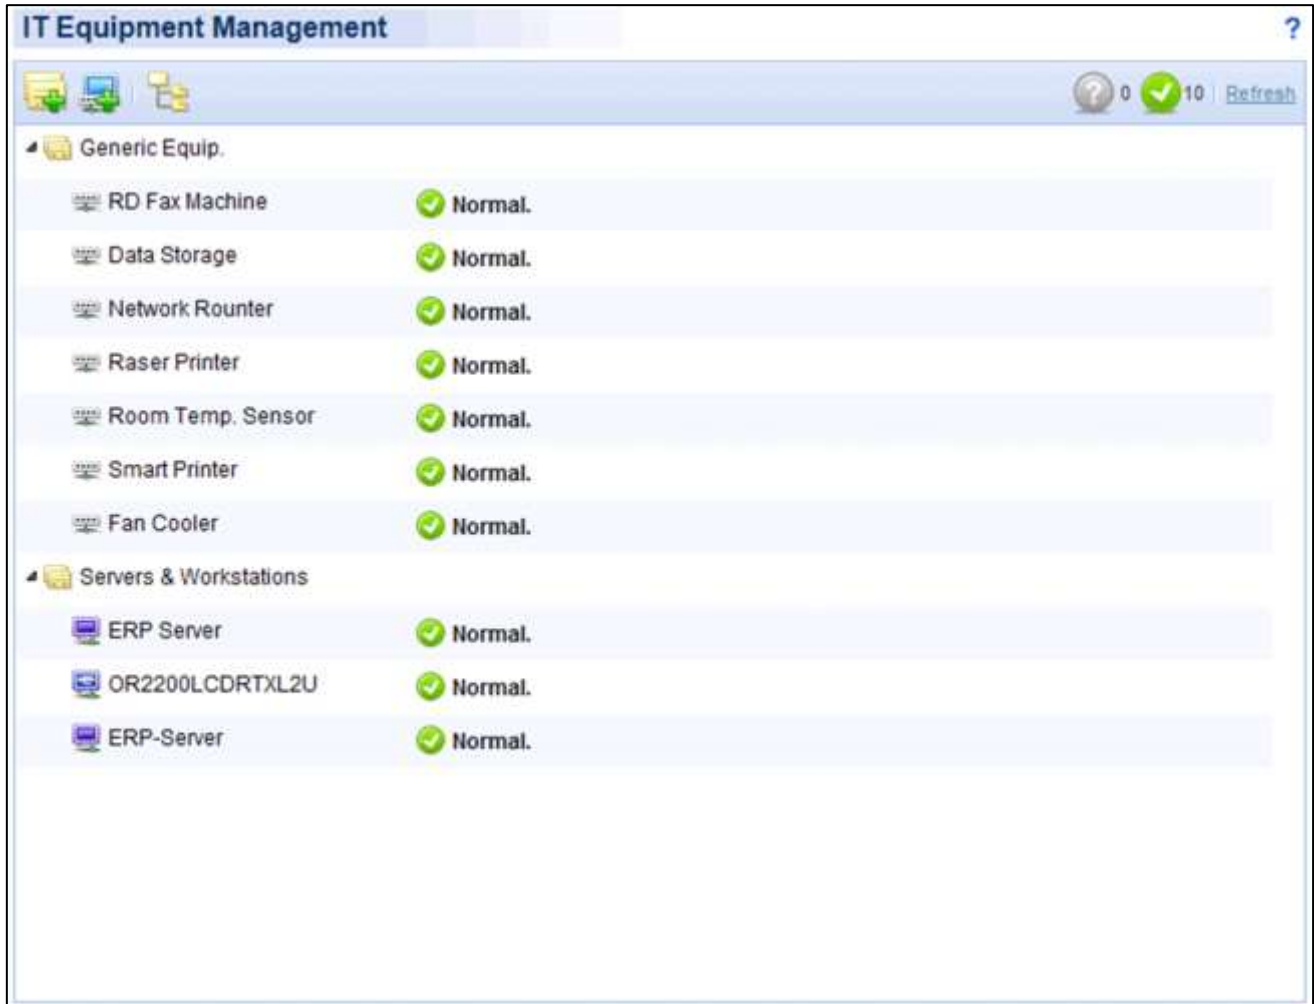 IT Equipment Management ?
0 10 Refresh
Generic Equip.
RD Fax Machine Normal.
Data Storage Normal.
Network Rounter Normal.
Raser Printer Normal.
Room Temp. Sensor Normal.
Smart Printer Normal.
Fan Cooler Normal.
Servers & Workstations
ERP Server Normal.
OR2200LCDRTXL2U Normal.
ERP-Server Normal.